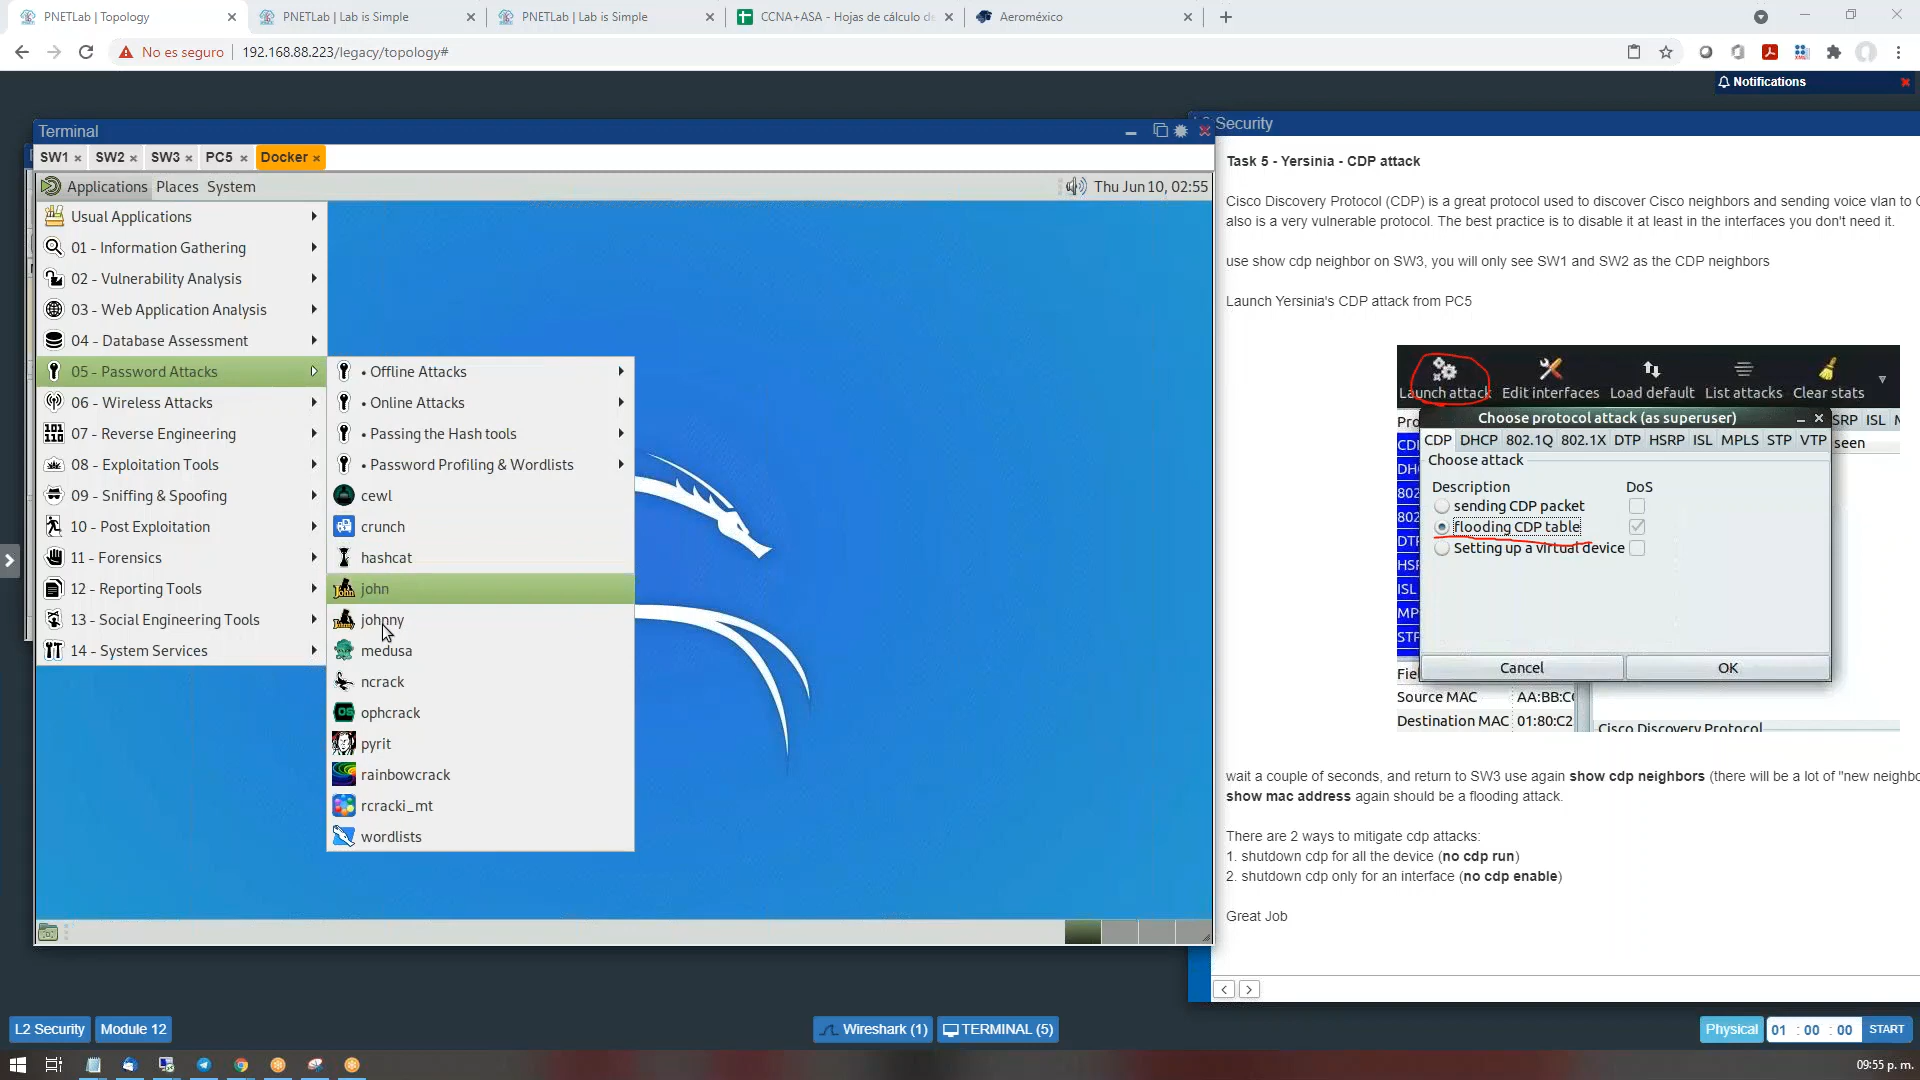 PNETLab | Topology
PNETLab | Lab is Simple
PNETLab | Lab is Simple
CCNA+ASA - Hojas de cálculo de
Aeroméxico
No es seguro
192.168.88.223/legacy/topology#
Notifications
Terminal
SW1
SW2
SW3
PC5
Docker
Applications
Places
System
Thu Jun 10, 02:55
Usual Applications
01 - Information Gathering
02 - Vulnerability Analysis
03 - Web Application Analysis
04 - Database Assessment
05 - Password Attacks
06 - Wireless Attacks
07 - Reverse Engineering
08 - Exploitation Tools
09 - Sniffing & Spoofing
10 - Post Exploitation
11 - Forensics
12 - Reporting Tools
13 - Social Engineering Tools
14 - System Services
• Offline Attacks
• Online Attacks
• Passing the Hash tools
• Password Profiling & Wordlists
cewl
crunch
hashcat
john
johnny
medusa
ncrack
ophcrack
pyrit
rainbowcrack
rcracki_mt
wordlists
Security
Task 5 - Yersinia - CDP attack
Cisco Discovery Protocol (CDP) is a great protocol used to discover Cisco neighbors and sending voice vlan to
also is a very vulnerable protocol. The best practice is to disable it at least in the interfaces you don't need it.
use show cdp neighbor on SW3, you will only see SW1 and SW2 as the CDP neighbors
Launch Yersinia's CDP attack from PC5
Launch attack
Edit interfaces
Load default
List attacks
Clear stats
Choose protocol attack (as superuser)
CDP DHCP 802.1Q 802.1X DTP HSRP ISL MPLS STP VTP
seen
Choose attack
Description
DoS
sending CDP packet
flooding CDP table
Setting up a virtual device
Cancel
OK
Source MAC
AA:BB:C
Destination MAC
01:80:C2
Cisco Discovery Protocol
wait a couple of seconds, and return to SW3 use again show cdp neighbors (there will be a lot of "new neighbo
show mac address again should be a flooding attack.
There are 2 ways to mitigate cdp attacks:
1. shutdown cdp for all the device (no cdp run)
2. shutdown cdp only for an interface (no cdp enable)
Great Job
L2 Security
Module 12
Wireshark (1)
TERMINAL (5)
Physical
01 : 00 : 00
START
09:55 p. m.